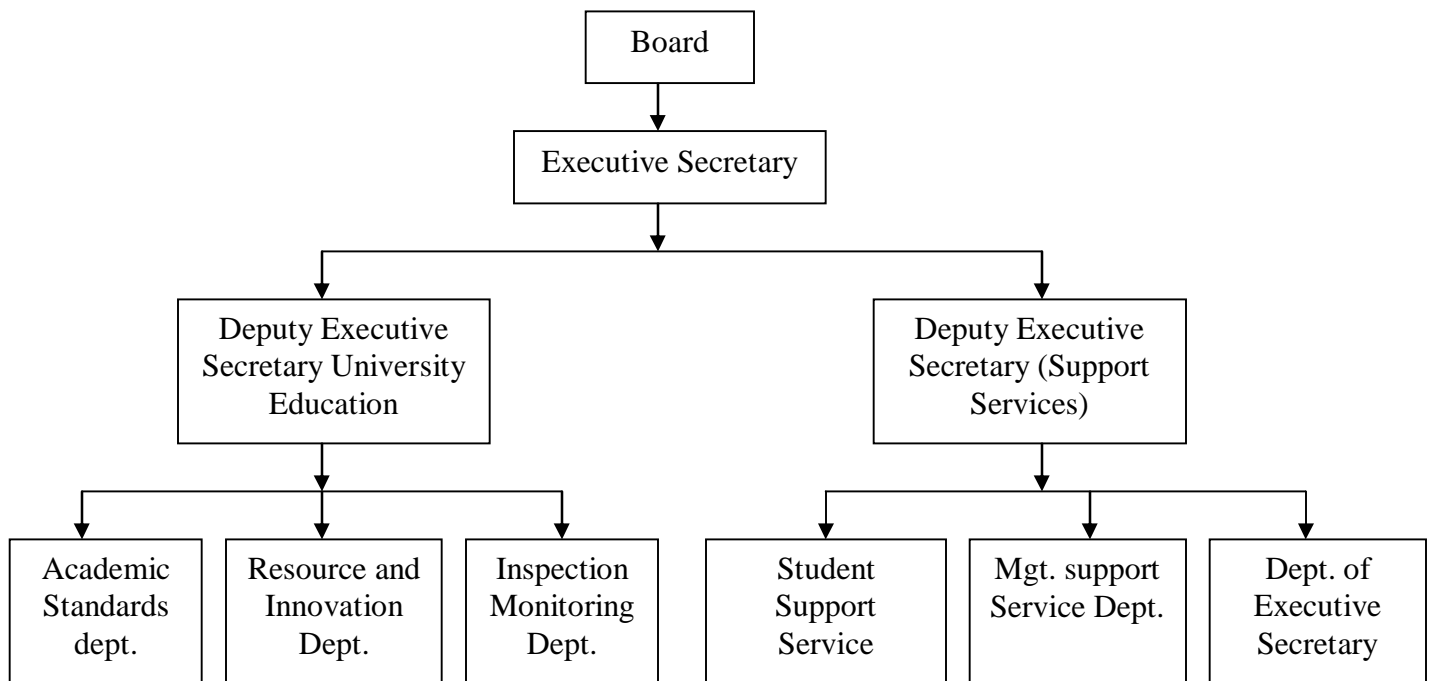 Board
Executive Secretary
Deputy Executive
Secretary University
Education
Deputy Executive
Secretary (Support
Services)
Academic
Standards
dept.
Resource and
Innovation
Dept.
Inspection
Monitoring
Dept.
Student
Support
Service
Mgt. support
Service Dept.
Dept. of
Executive
Secretary